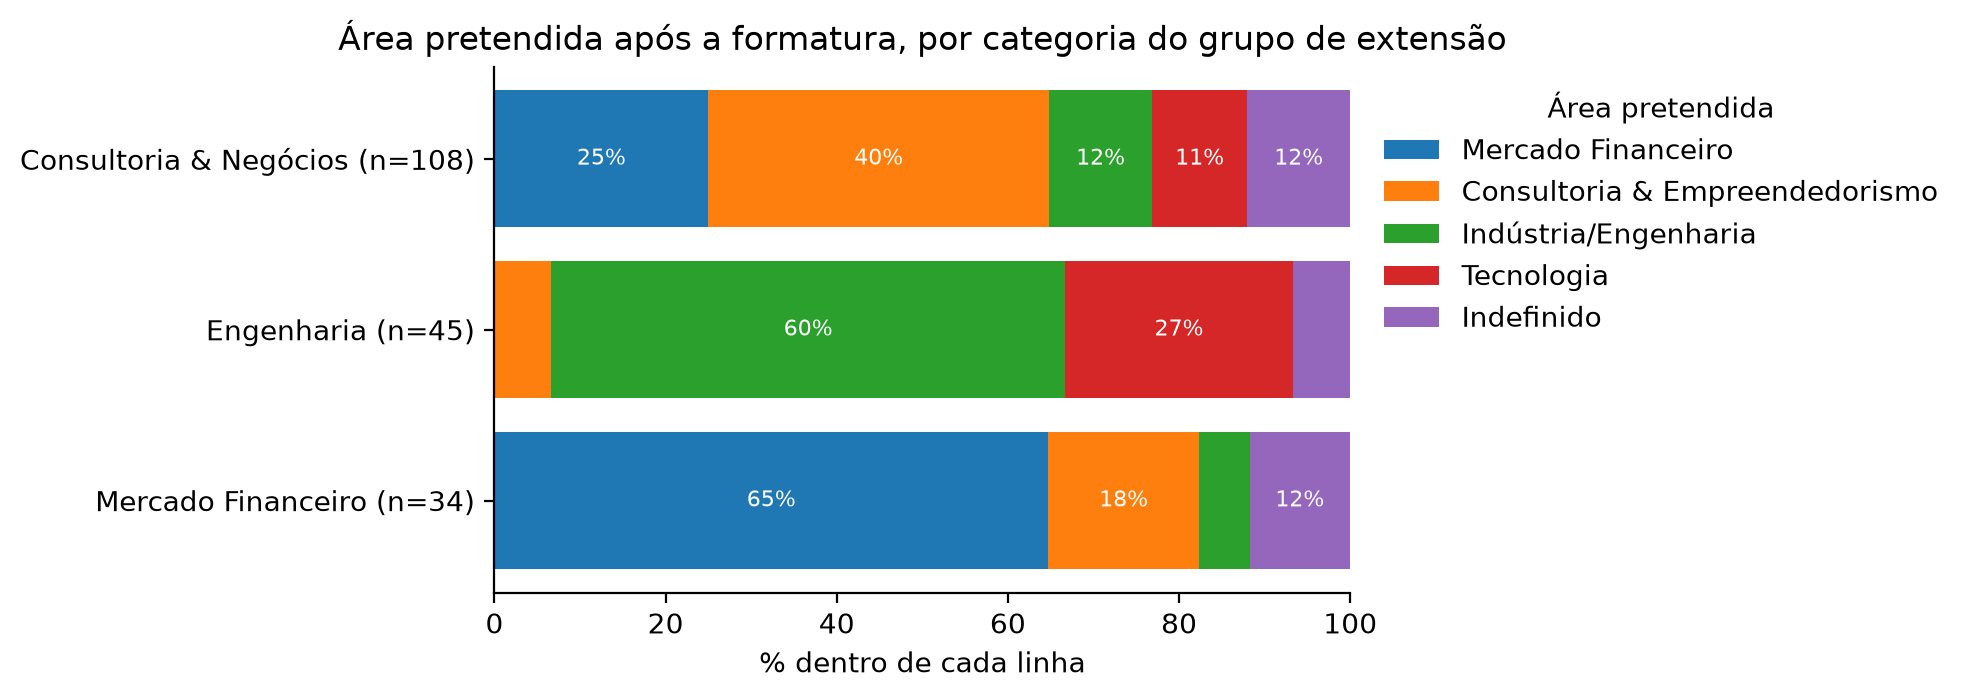 Área pretendida após a formatura, por categoria do grupo de extensão
Consultoria & Negócios (n=108)
25%
40%
12%
11%
12%
Engenharia (n=45)
60%
27%
Mercado Financeiro (n=34)
65%
18%
12%
0
20
40
60
80
100
% dentro de cada linha
Área pretendida
Mercado Financeiro
Consultoria & Empreendedorismo
Indústria/Engenharia
Tecnologia
Indefinido